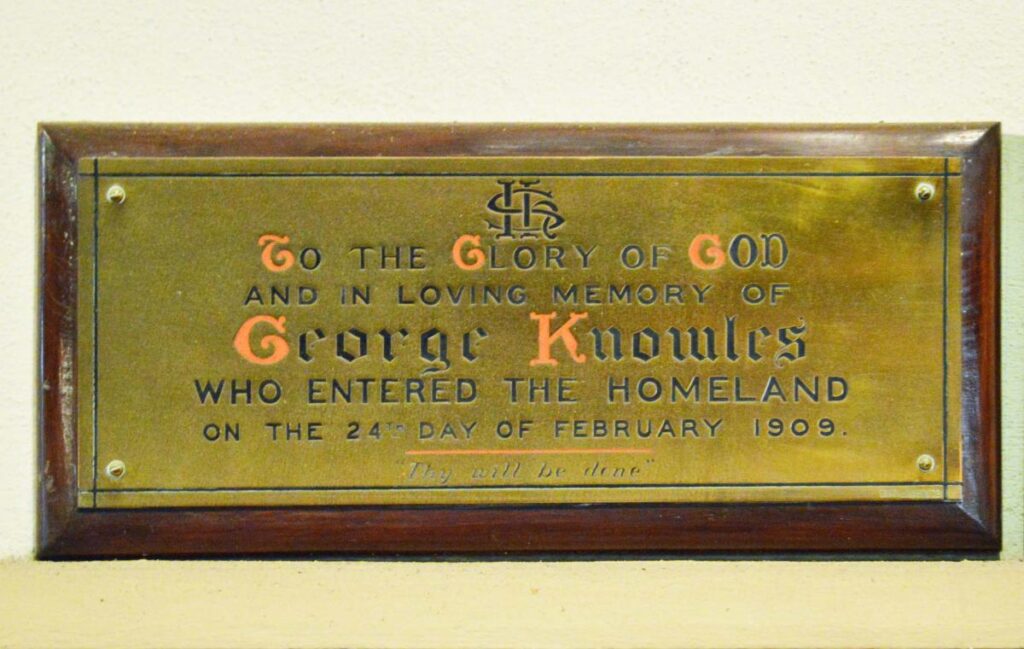 IHS
To THE GLORY OF GOD
AND IN LOVING MEMORY OF
George Knowles
WHO ENTERED THE HOMELAND
ON THE 24TH DAY OF FEBRUARY 1909.
"Thy will be done"